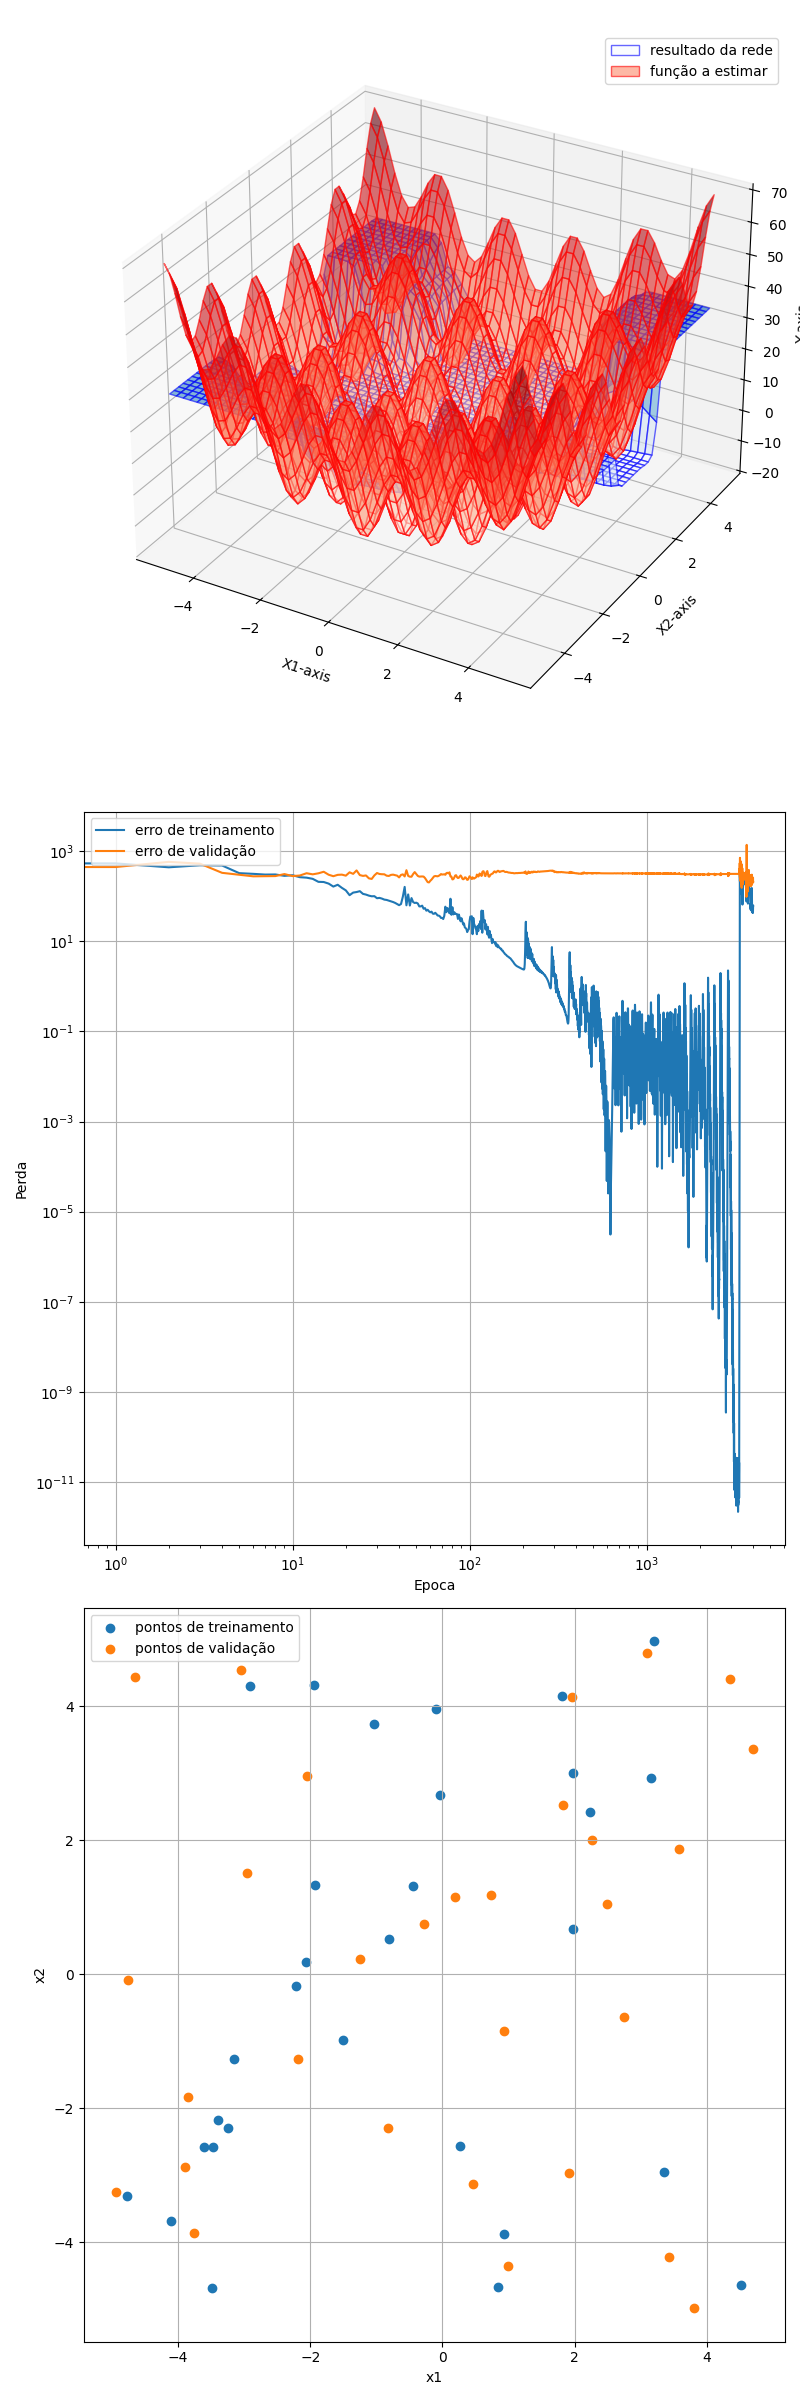 resultado da rede
função a estimar
70
60
50
40
30
20
10
0
−10
−20
4
2
0
−2
−4
X2-axis
−4
−2
0
2
4
X1-axis
erro de treinamento
erro de validação
10³
10¹
10⁻¹
10⁻³
10⁻⁵
10⁻⁷
10⁻⁹
10⁻¹¹
Perda
10⁰ 10¹ 10² 10³
Epoca
pontos de treinamento
pontos de validação
4
2
0
−2
−4
x2
−4 −2 0 2 4
x1